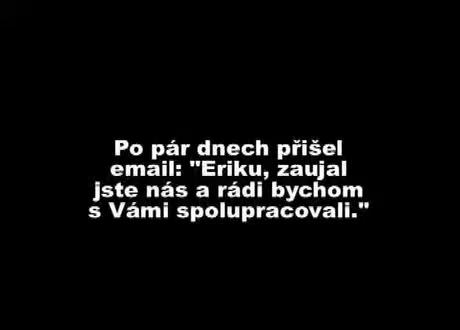 Po pár dnech přišel
email: "Eriku, zaujal
jste nás a rádi bychom
s Vámi spolupracovali."